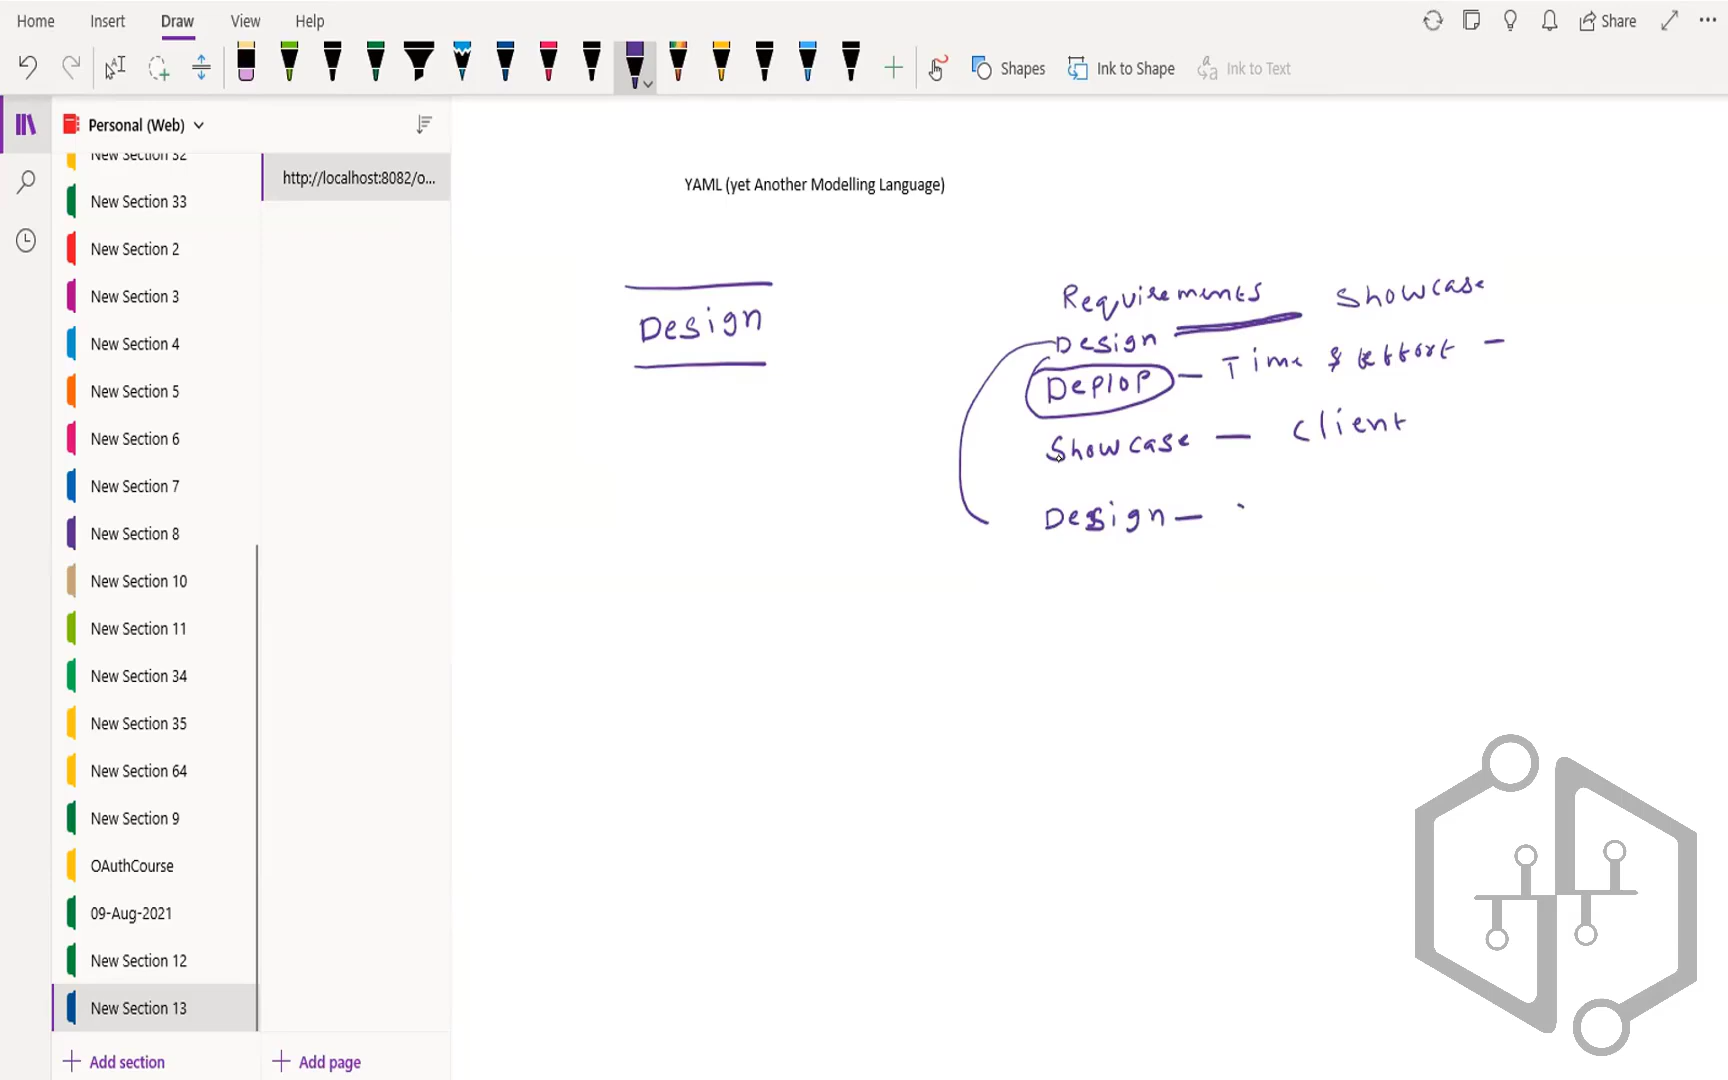 Home Insert Draw View Help
Share
Shapes Ink to Shape Ink to Text
Personal (Web)
New Section 32
New Section 33
New Section 2
New Section 3
New Section 4
New Section 5
New Section 6
New Section 7
New Section 8
New Section 10
New Section 11
New Section 34
New Section 35
New Section 64
New Section 9
OAuthCourse
09-Aug-2021
New Section 12
New Section 13
Add section
http://localhost:8082/o...
Add page
YAML (yet Another Modelling Language)
Design
Requirements Showcase
Design
Deplop — Time & Effort —
Showcase — Client
Design —